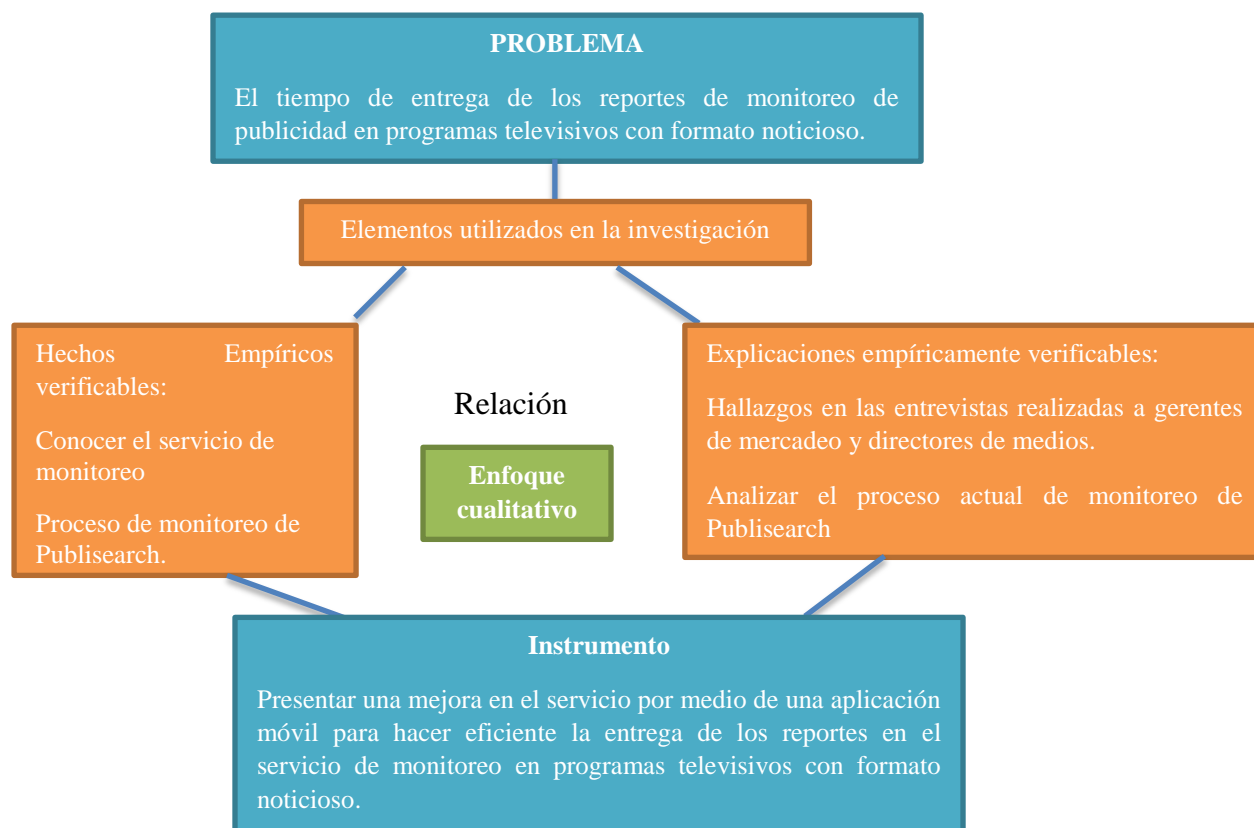 PROBLEMA
El tiempo de entrega de los reportes de monitoreo de
publicidad en programas televisivos con formato noticioso.
Elementos utilizados en la investigación
Hechos Empíricos
verificables:
Conocer el servicio de
monitoreo
Proceso de monitoreo de
Publisearch.
Relación
Enfoque
cualitativo
Explicaciones empíricamente verificables:
Hallazgos en las entrevistas realizadas a gerentes
de mercadeo y directores de medios.
Analizar el proceso actual de monitoreo de
Publisearch
Instrumento
Presentar una mejora en el servicio por medio de una aplicación
móvil para hacer eficiente la entrega de los reportes en el
servicio de monitoreo en programas televisivos con formato
noticioso.